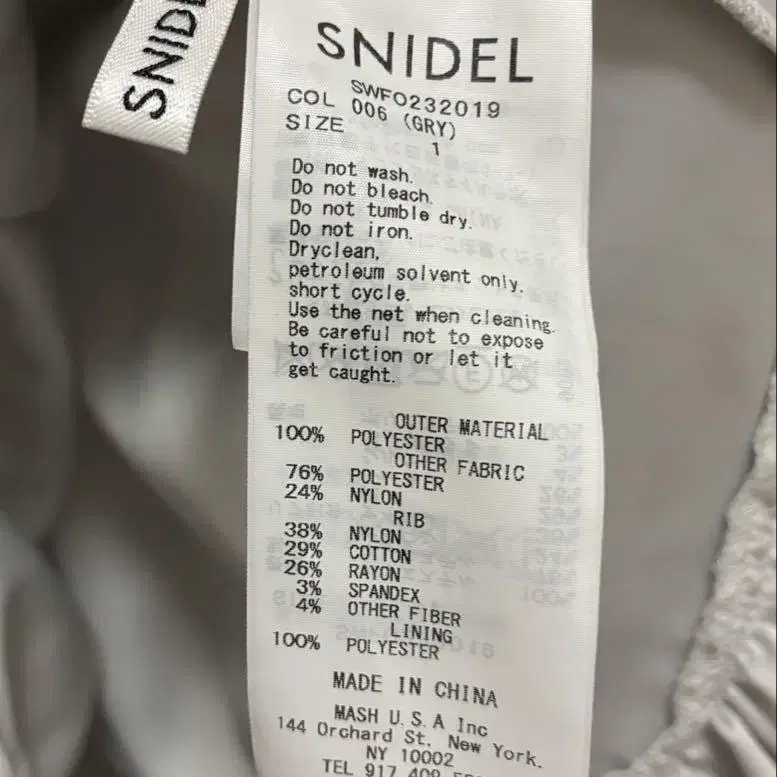 SNIDEL
SWFO232019
COL 006 (GRY)
SIZE 1
Do not wash.
Do not bleach.
Do not tumble dry.
Do not iron.
Dryclean,
petroleum solvent only.
short cycle.
Use the net when cleaning.
Be careful not to expose
to friction or let it
get caught.
OUTER MATERIAL
100% POLYESTER
OTHER FABRIC
76% POLYESTER
24% NYLON
RIB
38% NYLON
29% COTTON
26% RAYON
3% SPANDEX
4% OTHER FIBER
LINING
100% POLYESTER
MADE IN CHINA
MASH U.S.A Inc
144 Orchard St. New York.
NY 10002
TEL 917